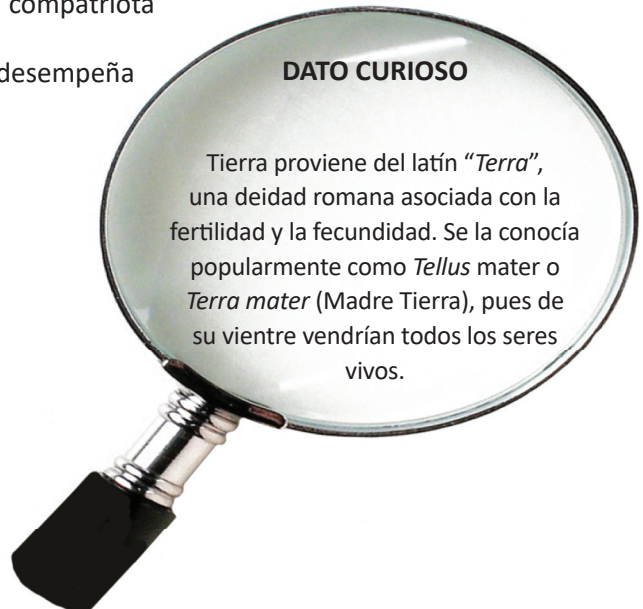 compatriota
desempeña
DATO CURIOSO
Tierra proviene del latín “Terra”,
una deidad romana asociada con la
fertilidad y la fecundidad. Se la conocía
popularmente como Tellus mater o
Terra mater (Madre Tierra), pues de
su vientre vendrían todos los seres
vivos.